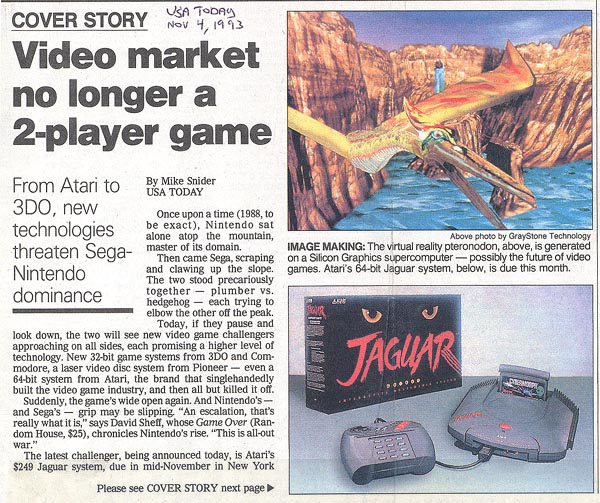 COVER STORY
USA TODAY
NOV 4, 1993
Video market
no longer a
2-player game
From Atari to
3DO, new
technologies
threaten Sega-
Nintendo
dominance
By Mike Snider
USA TODAY
Once upon a time (1988, to
be exact), Nintendo sat
alone atop the mountain,
master of its domain.
Then came Sega, scraping
and clawing up the slope.
The two stood precariously
together — plumber vs.
hedgehog — each trying to
elbow the other off the peak.
Today, if they pause and
look down, the two will see new video game challengers
approaching on all sides, each promising a higher level of
technology. New 32-bit game systems from 3DO and Com-
modore, a laser video disc system from Pioneer — even a
64-bit system from Atari, the brand that singlehandedly
built the video game industry, and then all but killed it off.
Suddenly, the game's wide open again. And Nintendo's —
and Sega's — grip may be slipping. “An escalation, that's
really what it is,” says David Sheff, whose Game Over (Ran-
dom House, $25), chronicles Nintendo's rise. “This is all-out
war.”
The latest challenger, being announced today, is Atari's
$249 Jaguar system, due in mid-November in New York
Please see COVER STORY next page ▶
Above photo by GrayStone Technology
IMAGE MAKING: The virtual reality pteronodon, above, is generated
on a Silicon Graphics supercomputer — possibly the future of video
games. Atari's 64-bit Jaguar system, below, is due this month.
ATARI
JAGUAR
INTERACTIVE MULTIMEDIA SYSTEM
CYBERMORPH